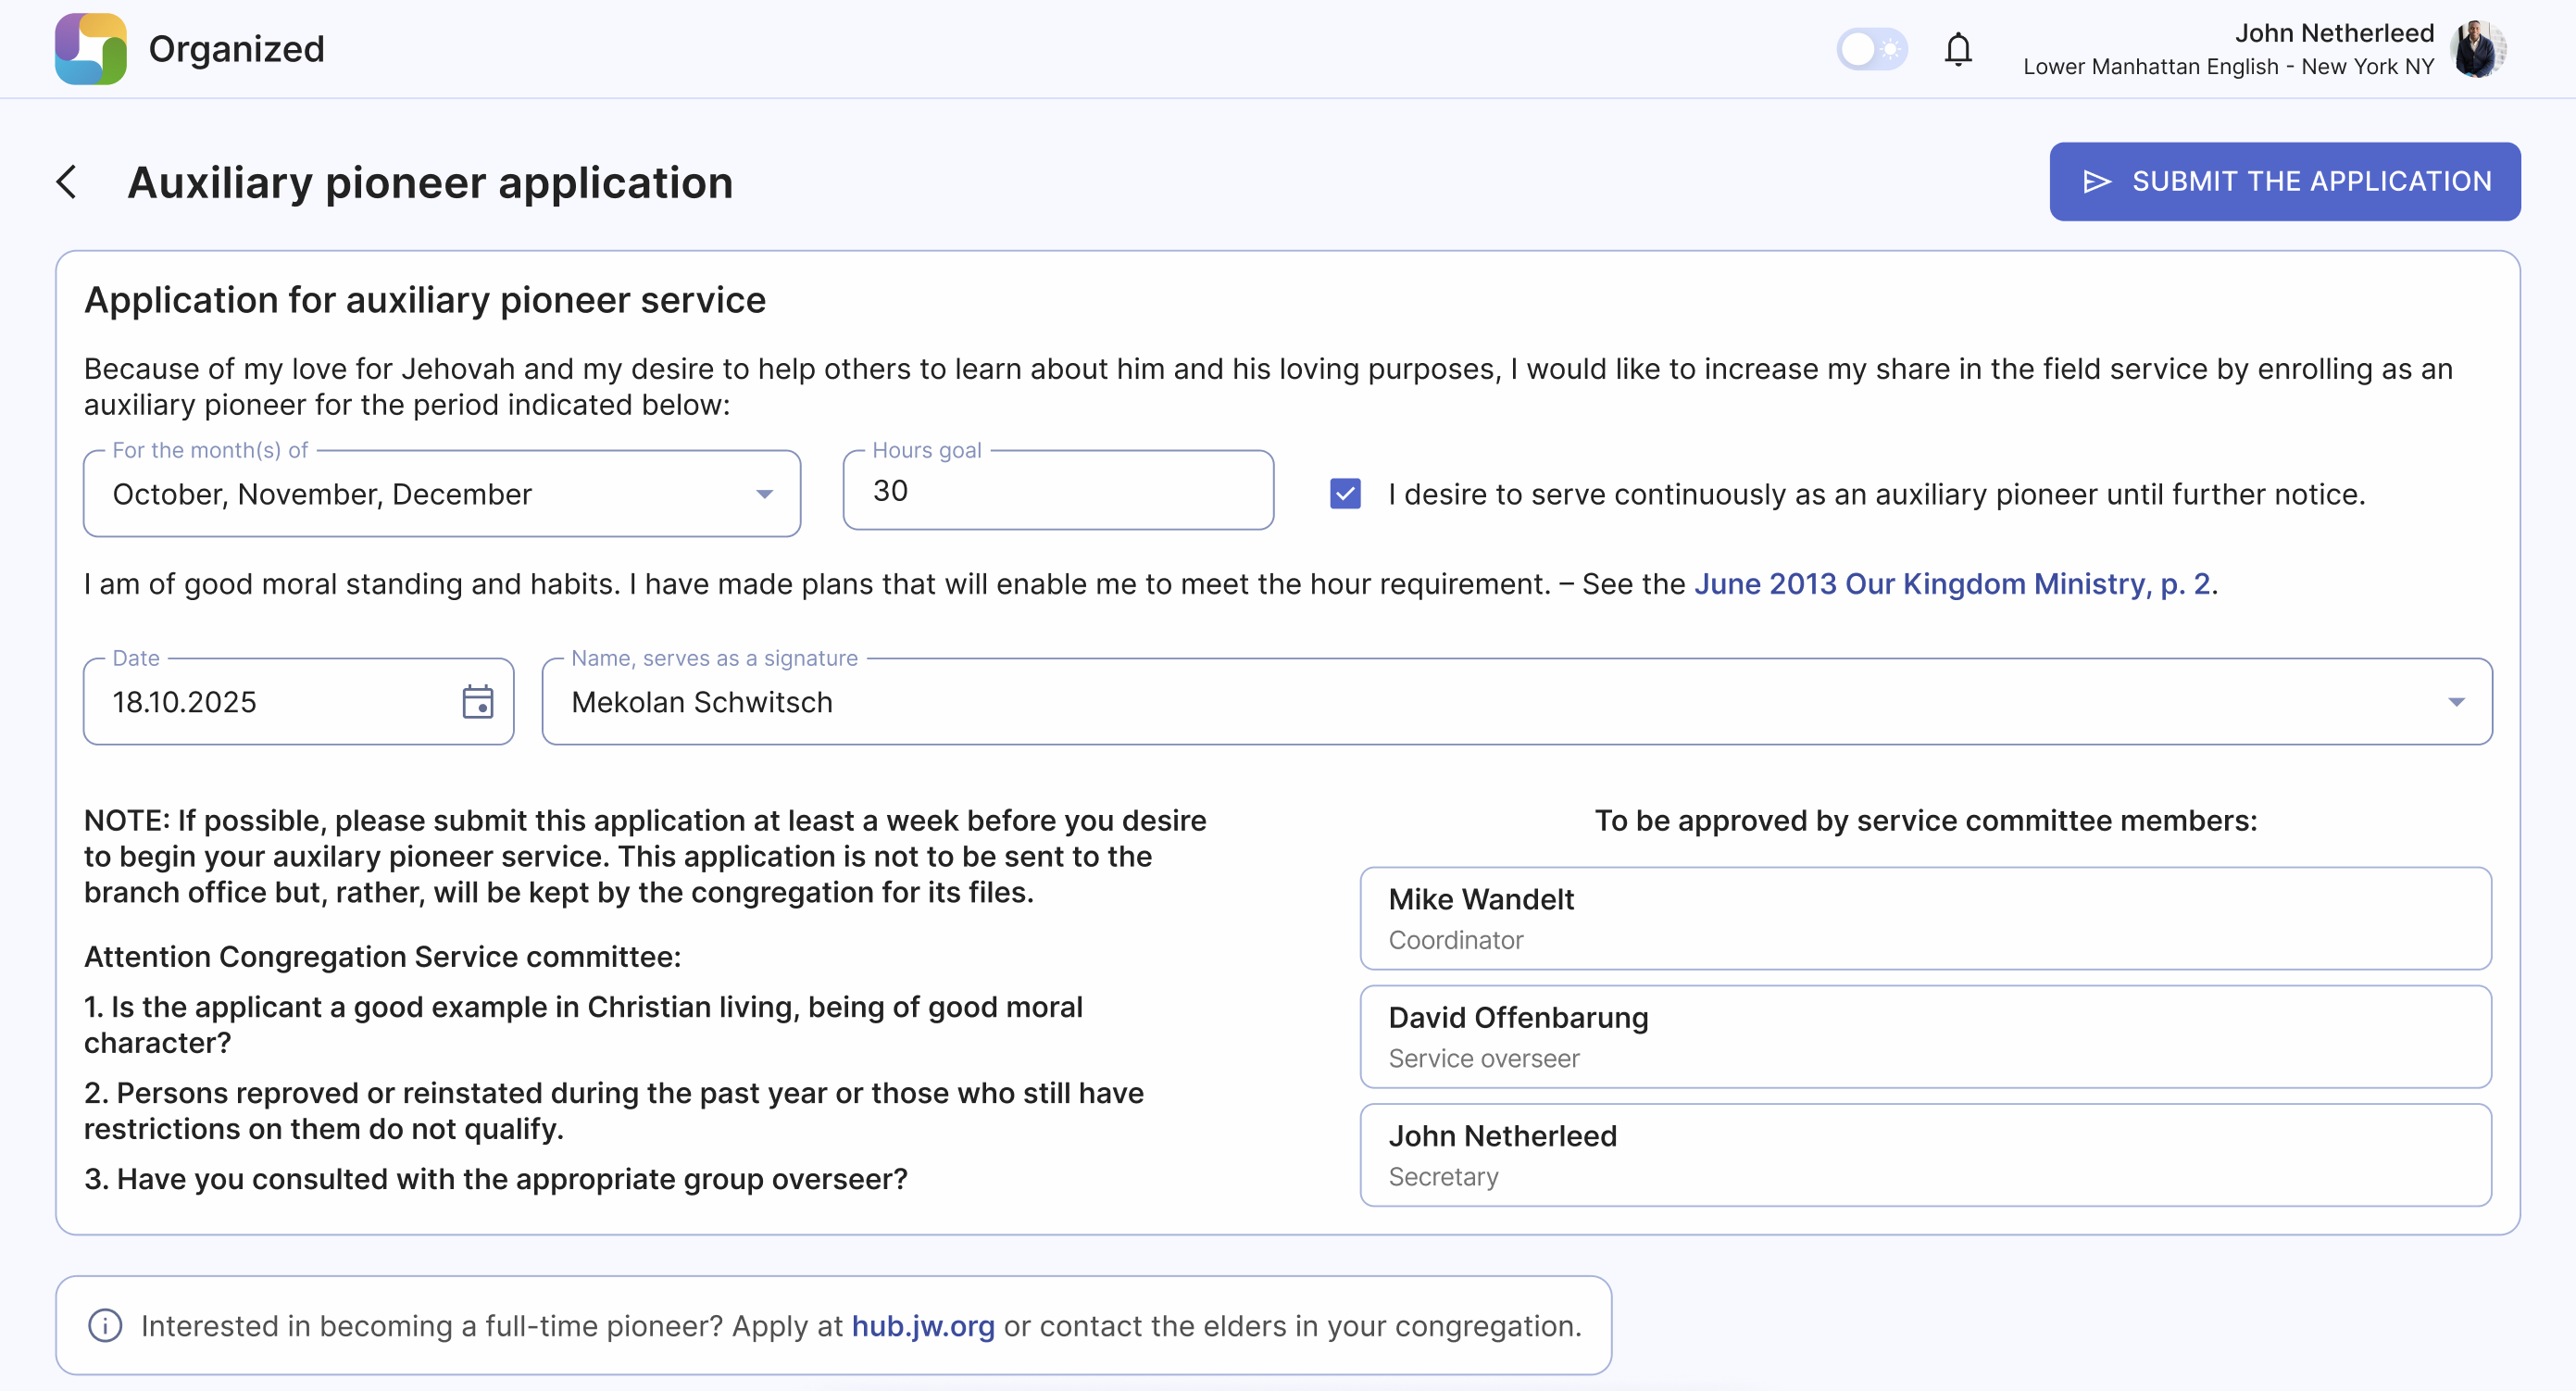 Organized
John Netherleed
Lower Manhattan English - New York NY
Auxiliary pioneer application
SUBMIT THE APPLICATION
Application for auxiliary pioneer service
Because of my love for Jehovah and my desire to help others to learn about him and his loving purposes, I would like to increase my share in the field service by enrolling as an
auxiliary pioneer for the period indicated below:
For the month(s) of
October, November, December
Hours goal
30
I desire to serve continuously as an auxiliary pioneer until further notice.
I am of good moral standing and habits. I have made plans that will enable me to meet the hour requirement. – See the June 2013 Our Kingdom Ministry, p. 2.
Date
18.10.2025
Name, serves as a signature
Mekolan Schwitsch
NOTE: If possible, please submit this application at least a week before you desire
to begin your auxilary pioneer service. This application is not to be sent to the
branch office but, rather, will be kept by the congregation for its files.
Attention Congregation Service committee:
1. Is the applicant a good example in Christian living, being of good moral
character?
2. Persons reproved or reinstated during the past year or those who still have
restrictions on them do not qualify.
3. Have you consulted with the appropriate group overseer?
To be approved by service committee members:
Mike Wandelt
Coordinator
David Offenbarung
Service overseer
John Netherleed
Secretary
Interested in becoming a full-time pioneer? Apply at hub.jw.org or contact the elders in your congregation.